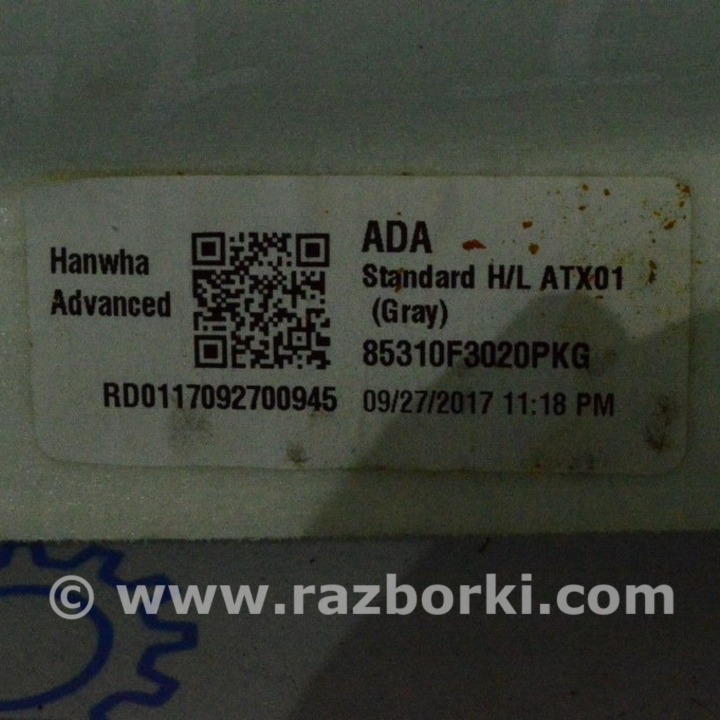 Hanwha
Advanced
ADA
Standard H/L ATX01
(Gray)
85310F3020PKG
RD0117092700945
09/27/2017 11:18 PM
© www.razborki.com